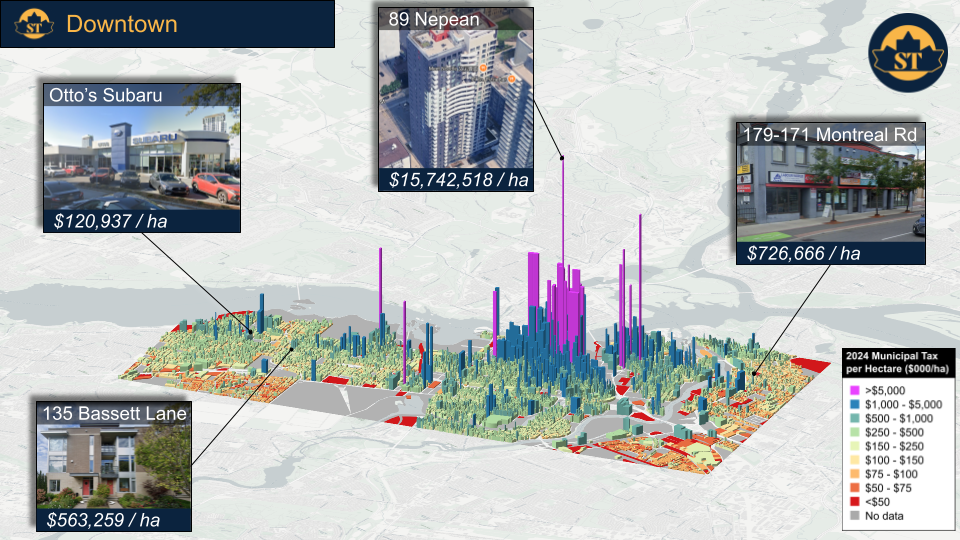 ST
Downtown
89 Nepean
$15,742,518 / ha
ST
Otto's Subaru
SUBARU
$120,937 / ha
179-171 Montreal Rd
$726,666 / ha
135 Bassett Lane
$563,259 / ha
2024 Municipal Tax
per Hectare ($000/ha)
>$5,000
$1,000 - $5,000
$500 - $1,000
$250 - $500
$150 - $250
$100 - $150
$75 - $100
$50 - $75
<$50
No data